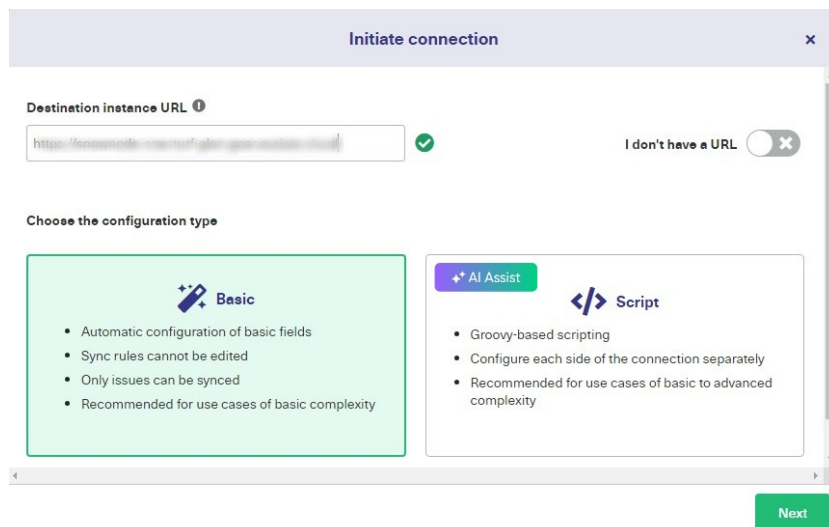 Initiate connection
Destination instance URL
https://
I don't have a URL
Choose the configuration type
Basic
Automatic configuration of basic fields
Sync rules cannot be edited
Only issues can be synced
Recommended for use cases of basic complexity
AI Assist
</> Script
Groovy-based scripting
Configure each side of the connection separately
Recommended for use cases of basic to advanced
complexity
Next